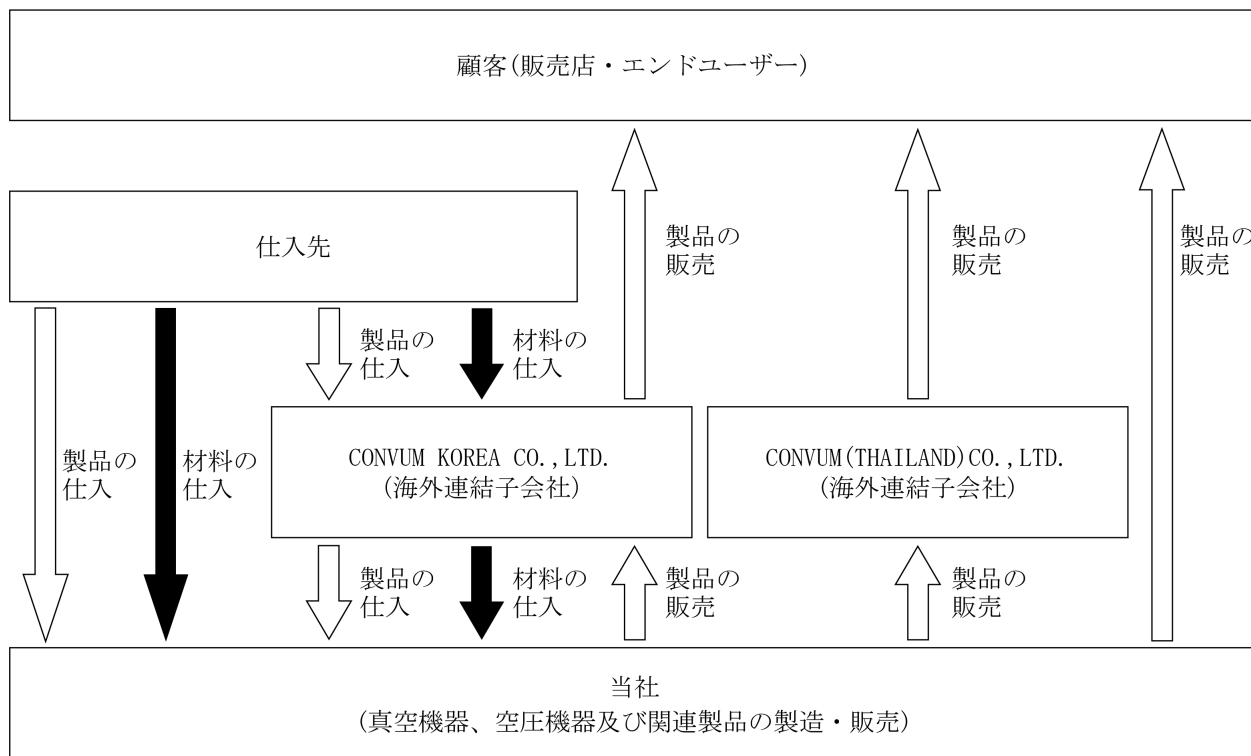 顧客(販売店・エンドユーザー)
仕入先
製品の
販売
製品の
販売
製品の
販売
製品の
仕入
材料の
仕入
製品の
仕入
材料の
仕入
CONVUM KOREA CO.,LTD.
(海外連結子会社)
CONVUM(THAILAND)CO.,LTD.
(海外連結子会社)
製品の
仕入
材料の
仕入
製品の
販売
製品の
販売
当社
(真空機器、空圧機器及び関連製品の製造・販売)